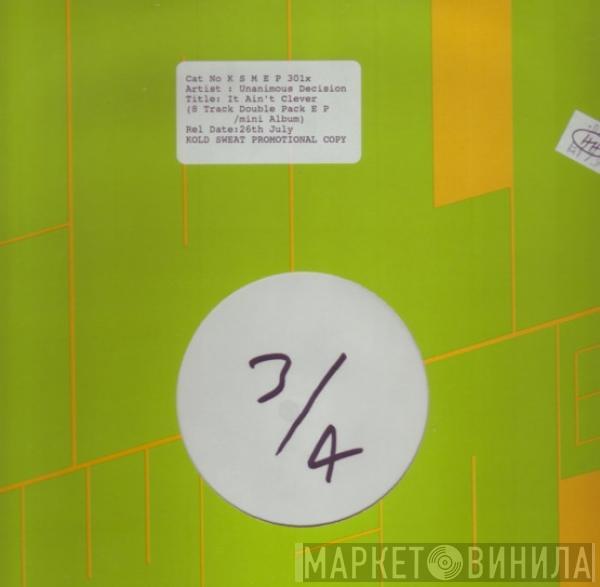 Cat No K S M E P 301x
Artist : Unanimous Decision
Title: It Ain't Clever
(8 Track Double Pack E P
/mini Album)
Rel Date:26th July
KOLD SWEAT PROMOTIONAL COPY
3/4
МАРКЕТ ВИНИЛА